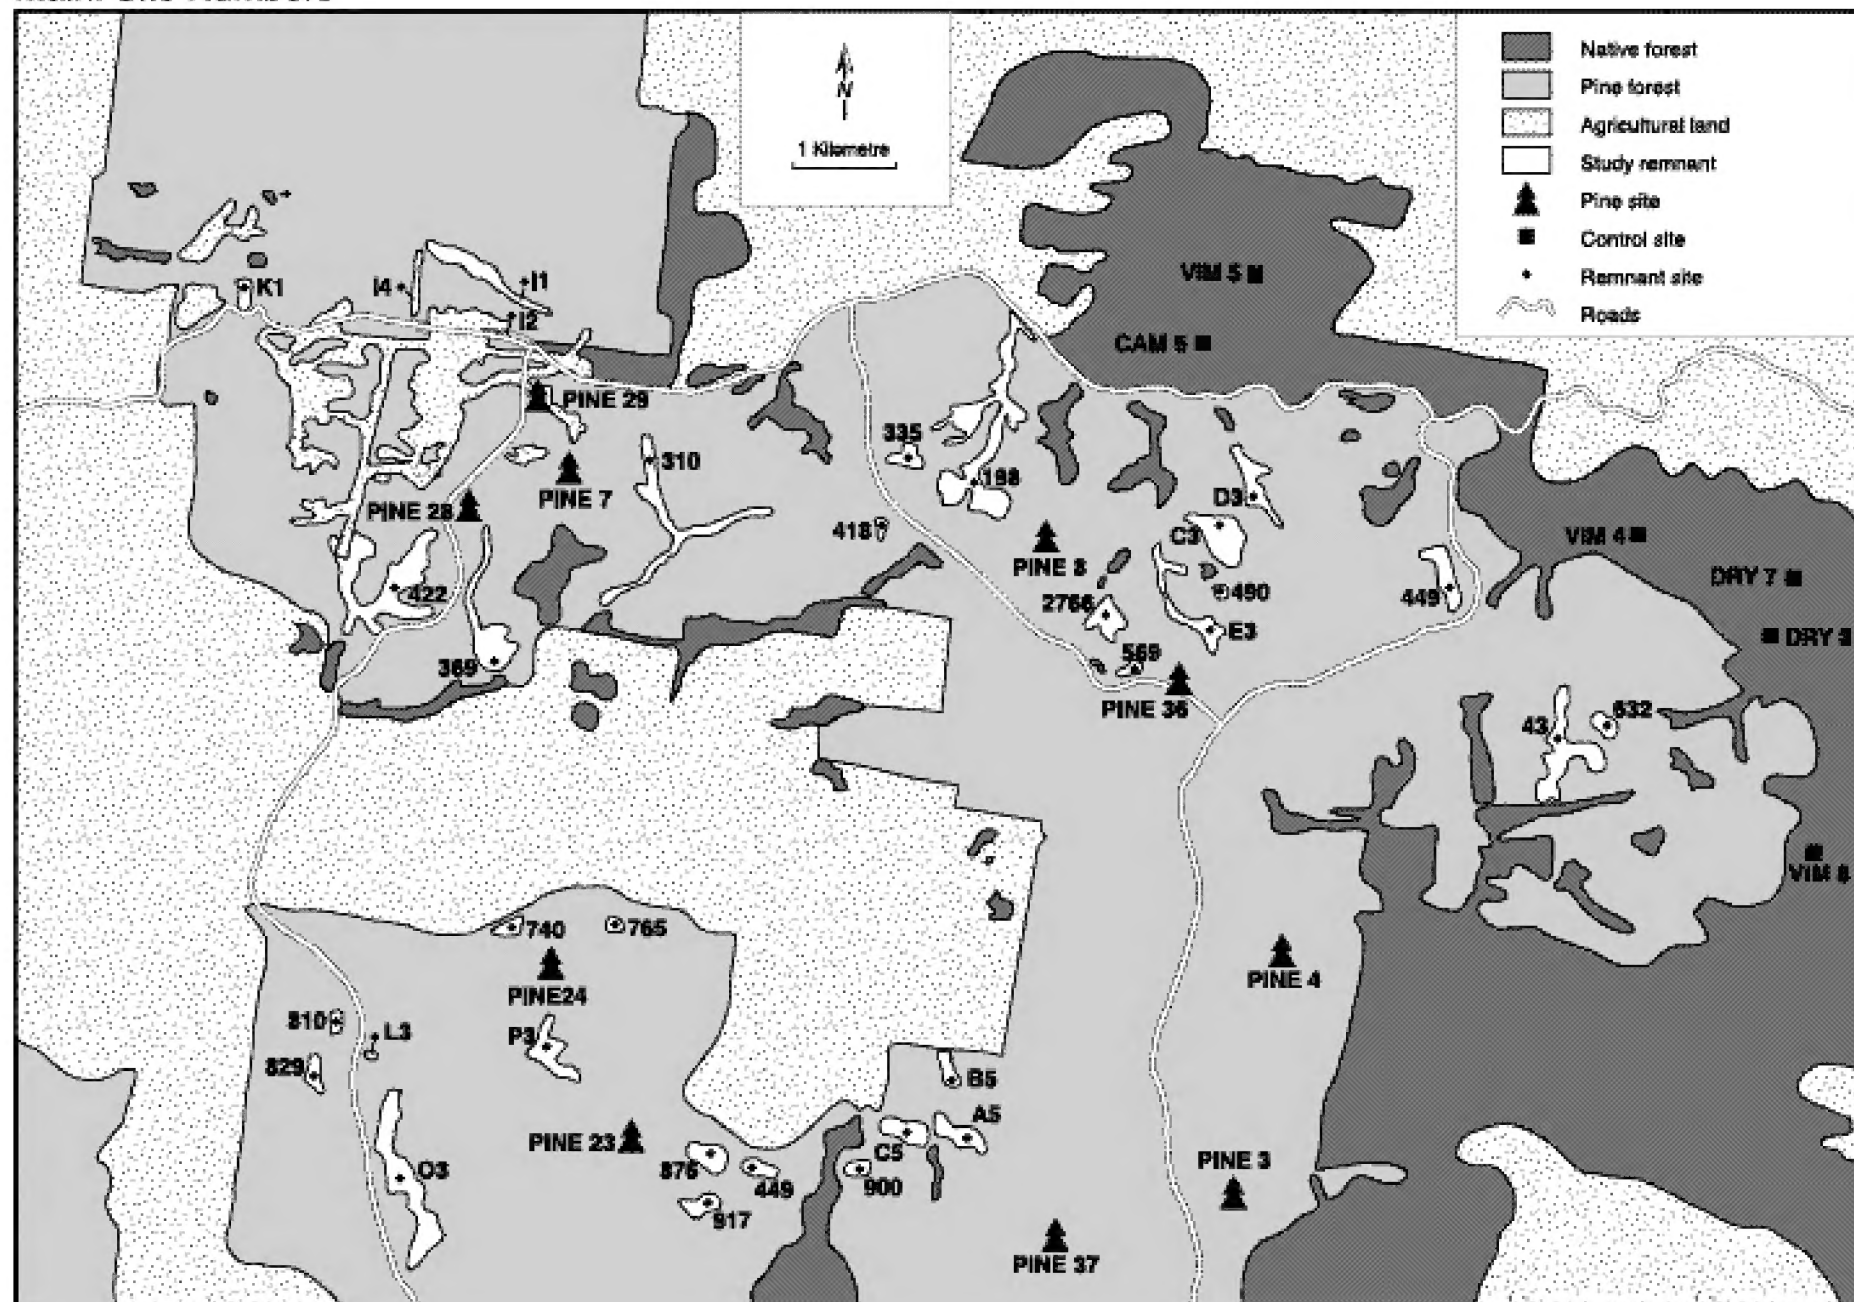 N
1 Kilometre
Native forest
Pine forest
Agricultural land
Study remnant
Pine site
Control site
Remnant site
Roads
K1
I4
I1
I2
VIM 5
CAM 5
PINE 29
335
310
198
PINE 7
PINE 28
D3
418
C3
VIM 4
PINE 8
DRY 7
422
2766
490
449
E3
369
569
PINE 36
43
632
740
765
PINE 4
PINE24
810
L3
P3
829
B5
A5
PINE 23
C5
O3
876
449
900
PINE 3
917
PINE 37